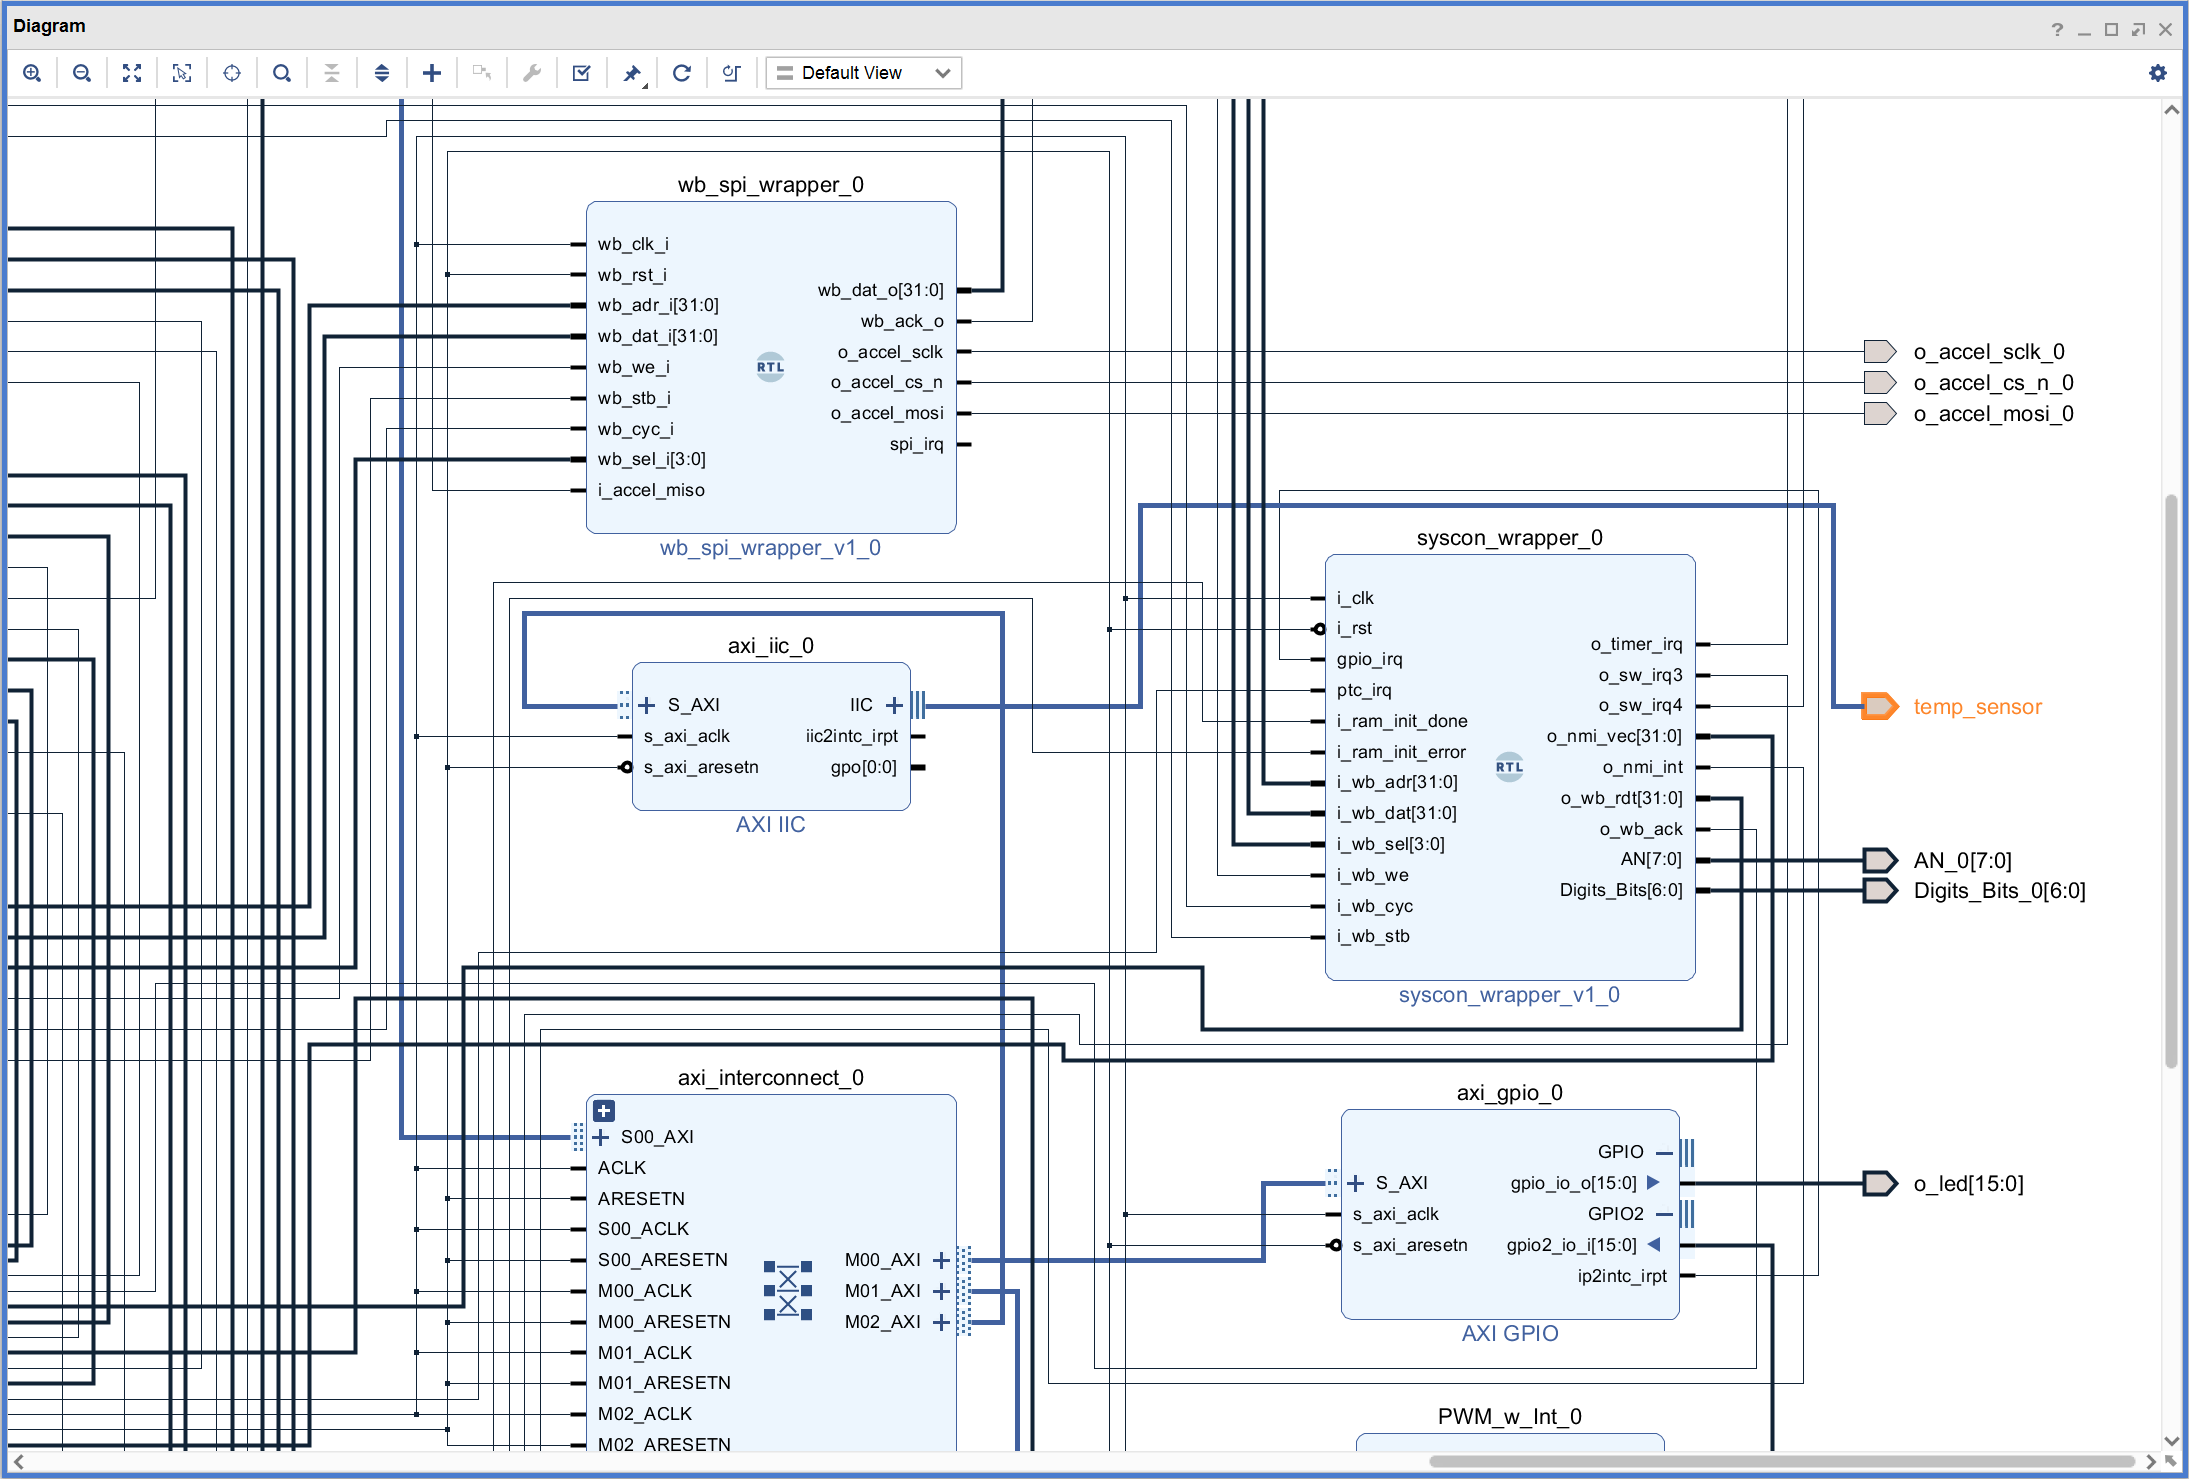 Diagram
?
Default View
wb_spi_wrapper_0
wb_clk_i
wb_rst_i
wb_adr_i[31:0]
wb_dat_i[31:0]
wb_we_i
wb_stb_i
wb_cyc_i
wb_sel_i[3:0]
i_accel_miso
RTL
wb_dat_o[31:0]
wb_ack_o
o_accel_sclk
o_accel_cs_n
o_accel_mosi
spi_irq
wb_spi_wrapper_v1_0
o_accel_sclk_0
o_accel_cs_n_0
o_accel_mosi_0
syscon_wrapper_0
i_clk
i_rst
gpio_irq
ptc_irq
i_ram_init_done
i_ram_init_error
i_wb_adr[31:0]
i_wb_dat[31:0]
i_wb_sel[3:0]
i_wb_we
i_wb_cyc
i_wb_stb
RTL
o_timer_irq
o_sw_irq3
o_sw_irq4
o_nmi_vec[31:0]
o_nmi_int
o_wb_rdt[31:0]
o_wb_ack
AN[7:0]
Digits_Bits[6:0]
syscon_wrapper_v1_0
temp_sensor
AN_0[7:0]
Digits_Bits_0[6:0]
axi_iic_0
S_AXI
s_axi_aclk
s_axi_aresetn
IIC
iic2intc_irpt
gpo[0:0]
AXI IIC
axi_interconnect_0
S00_AXI
ACLK
ARESETN
S00_ACLK
S00_ARESETN
M00_ACLK
M00_ARESETN
M01_ACLK
M01_ARESETN
M02_ACLK
M02_ARESETN
M00_AXI
M01_AXI
M02_AXI
axi_gpio_0
S_AXI
s_axi_aclk
s_axi_aresetn
GPIO
gpio_io_o[15:0]
GPIO2
gpio2_io_i[15:0]
ip2intc_irpt
AXI GPIO
o_led[15:0]
PWM_w_Int_0